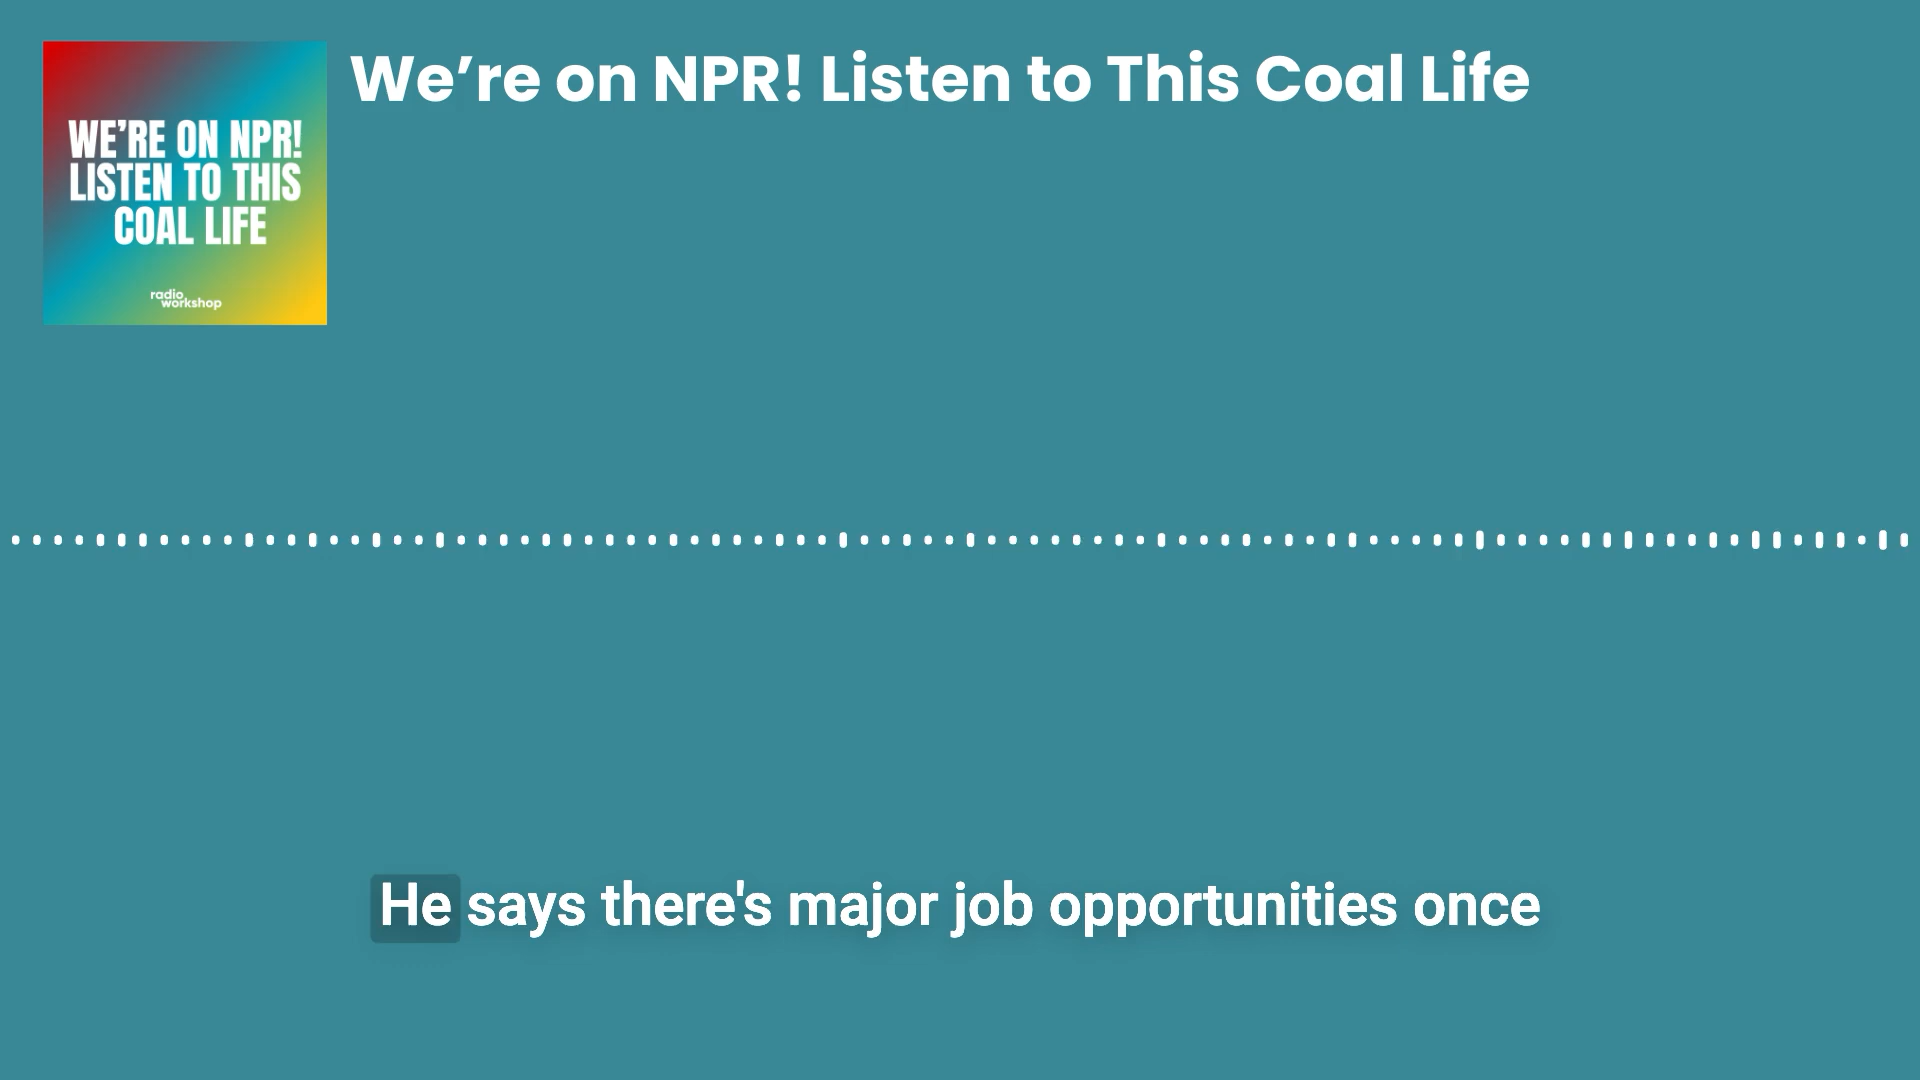 We’re on NPR! Listen to This Coal Life
WE’RE ON NPR!
LISTEN TO THIS
COAL LIFE
radio
workshop
He says there's major job opportunities once